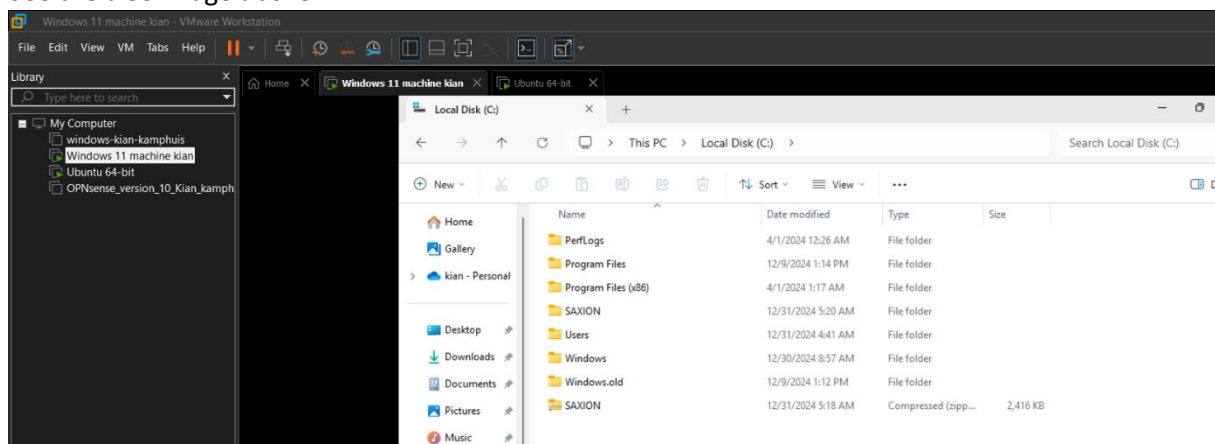 Windows 11 machine kian - VMware Workstation
File Edit View VM Tabs Help
Library X
Type here to search
My Computer
windows-kian-kamphuis
Windows 11 machine kian
Ubuntu 64-bit
OPNsense_version_10_Kian_kamph
Home X Windows 11 machine kian X Ubuntu 64-bit X
Local Disk (C:)
This PC > Local Disk (C:) >
Search Local Disk (C:)
New Sort View ...
Home
Gallery
kian - Personal
Desktop
Downloads
Documents
Pictures
Music
Name Date modified Type Size
PerfLogs 4/1/2024 12:26 AM File folder
Program Files 12/9/2024 1:14 PM File folder
Program Files (x86) 4/1/2024 1:17 AM File folder
SAXION 12/31/2024 5:20 AM File folder
Users 12/31/2024 4:41 AM File folder
Windows 12/30/2024 8:57 AM File folder
Windows.old 12/9/2024 1:12 PM File folder
SAXION 12/31/2024 5:18 AM Compressed (zipp... 2,416 KB